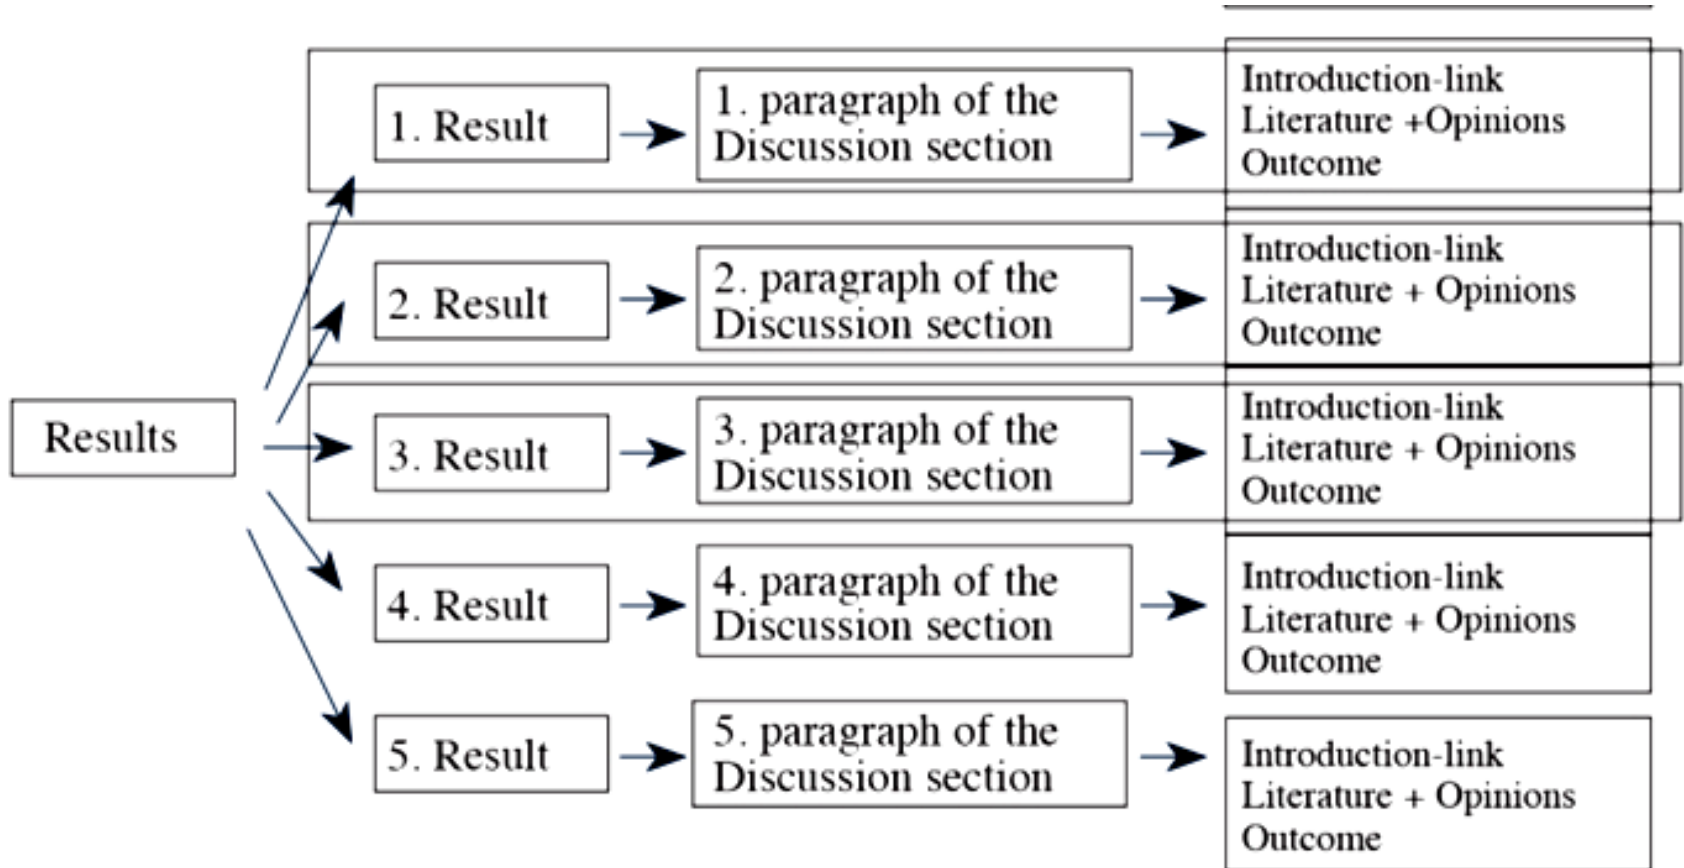 Results
1. Result
1. paragraph of the
Discussion section
Introduction-link
Literature +Opinions
Outcome
2. Result
2. paragraph of the
Discussion section
Introduction-link
Literature + Opinions
Outcome
3. Result
3. paragraph of the
Discussion section
Introduction-link
Literature + Opinions
Outcome
4. Result
4. paragraph of the
Discussion section
Introduction-link
Literature + Opinions
Outcome
5. Result
5. paragraph of the
Discussion section
Introduction-link
Literature + Opinions
Outcome